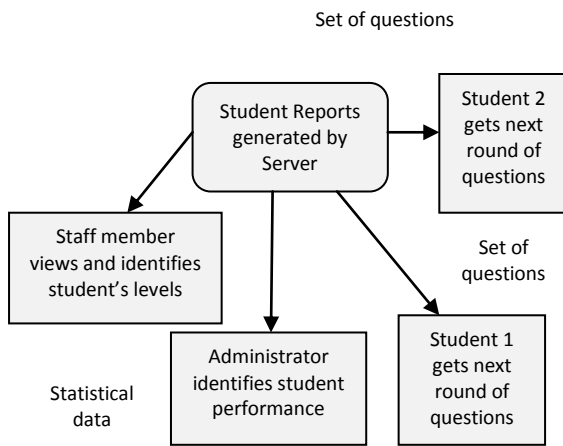 Set of questions
Student Reports
generated by
Server
Student 2
gets next
round of
questions
Staff member
views and identifies
student’s levels
Set of
questions
Administrator
identifies student
performance
Student 1
gets next
round of
questions
Statistical
data